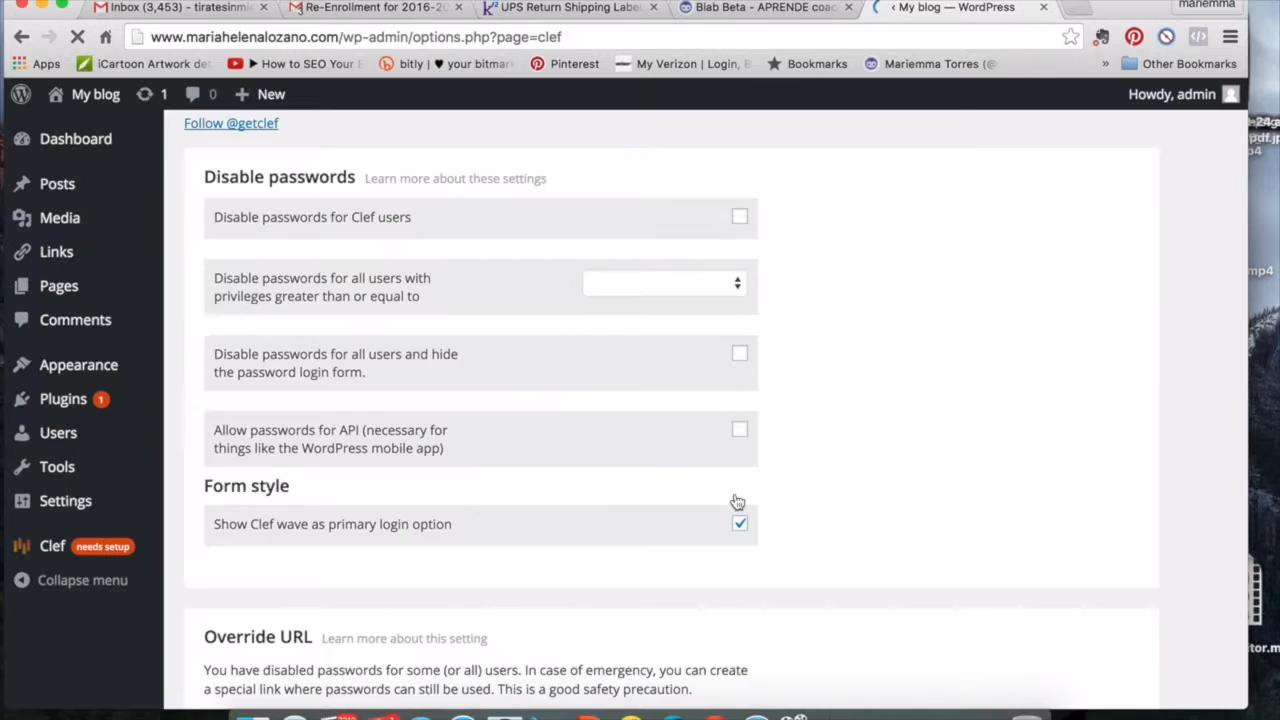 mariemma
Inbox (3,453) – tiratesinmie
Re-Enrollment for 2016-20
UPS Return Shipping Label
Blab Beta - APRENDE coac
‹ My blog — WordPress
www.mariahelenalozano.com/wp-admin/options.php?page=clef
Apps
iCartoon Artwork det
How to SEO Your
bitly | ♥ your bitmar
Pinterest
My Verizon | Login,
Bookmarks
Mariemma Torres (@
»
Other Bookmarks
My blog
1
0
New
Howdy, admin
Dashboard
Posts
Media
Links
Pages
Comments
Appearance
Plugins 1
Users
Tools
Settings
Clef needs setup
Collapse menu
Follow @getclef
Disable passwords Learn more about these settings
Disable passwords for Clef users
Disable passwords for all users with
privileges greater than or equal to
Disable passwords for all users and hide
the password login form.
Allow passwords for API (necessary for
things like the WordPress mobile app)
Form style
Show Clef wave as primary login option
Override URL Learn more about this setting
You have disabled passwords for some (or all) users. In case of emergency, you can create
a special link where passwords can still be used. This is a good safety precaution.